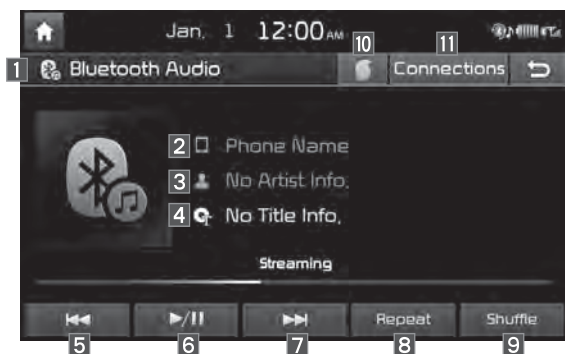 Jan. 1 12:00 AM
10 11
1 Bluetooth Audio Connections
2 Phone Name
3 No Artist Info.
4 No Title Info.
Streaming
Repeat Shuffle
5 6 7 8 9